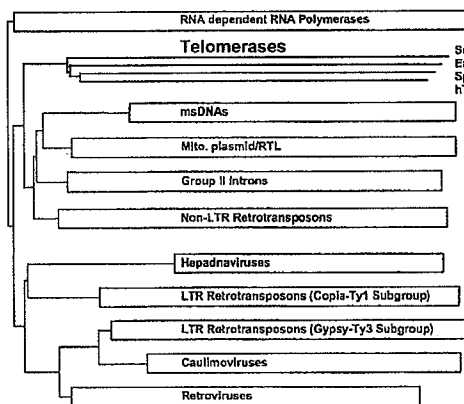 RNA dependent RNA Polymerases
Telomerases
msDNAs
Mito. plasmid/RTL
Group II Introns
Non-LTR Retrotransposons
Hepadnaviruses
LTR Retrotransposons (Copia-Ty1 Subgroup)
LTR Retrotransposons (Gypsy-Ty3 Subgroup)
Caulimoviruses
Retroviruses